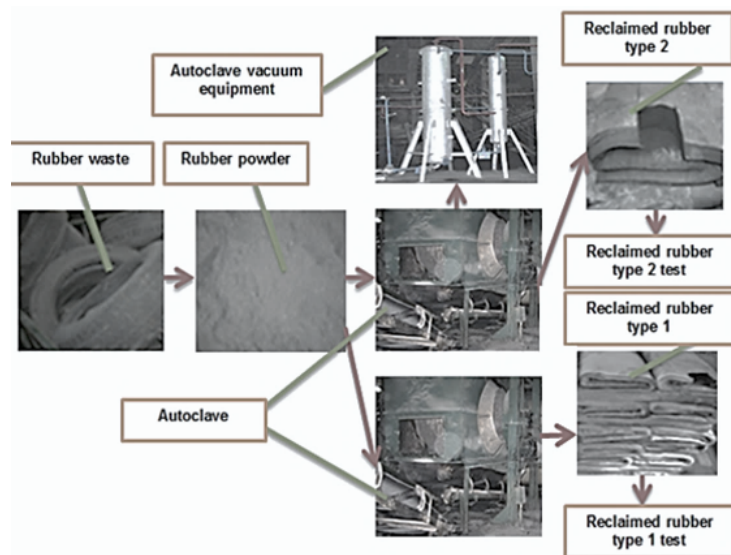 Reclaimed rubber
type 2
Autoclave vacuum
equipment
Rubber waste
Rubber powder
Reclaimed rubber
type 2 test
Reclaimed rubber
type 1
Autoclave
Reclaimed rubber
type 1 test